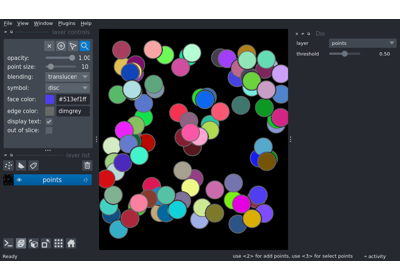 File View Window Plugins Help
layer controls
opacity: 1.00
point size: 10
blending: translucen
symbol: disc
face color: #513ef1ff
edge color: dimgrey
display text:
out of slice:
layer list
points
layer points
threshold 0.50
Ready use <2> for add points, use <3> for select points activity